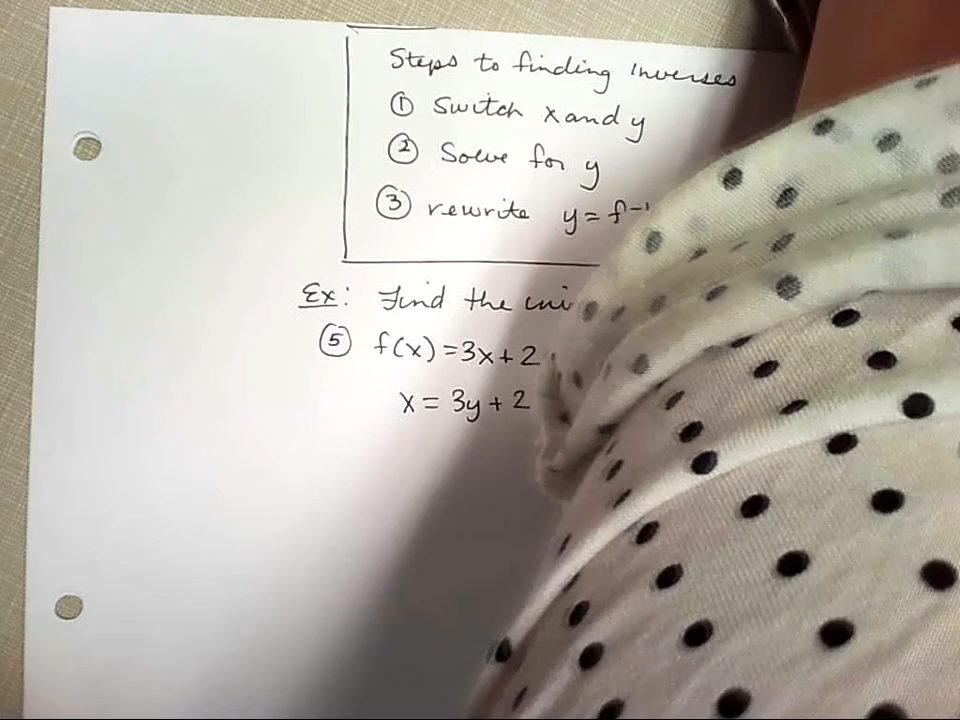 Steps to finding inverses
① Switch x and y
② Solve for y
③ rewrite y = f⁻¹
Ex: Find the
⑤ f(x) = 3x + 2
x = 3y + 2